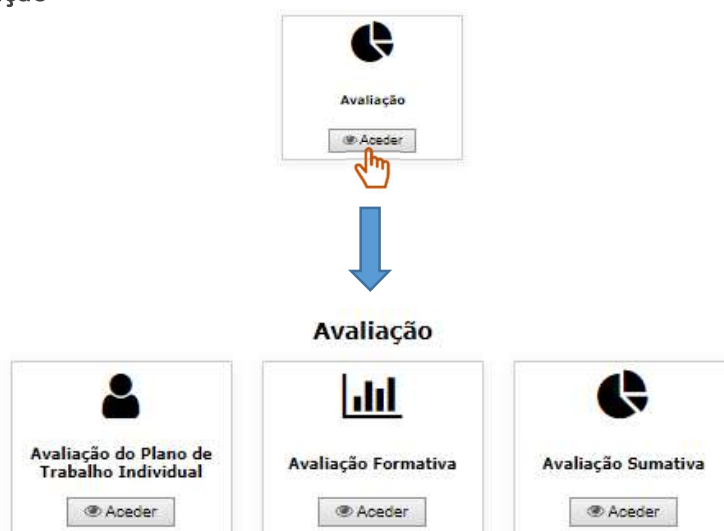 Avaliação
Aceder
Avaliação
Avaliação do Plano de
Trabalho Individual
Aceder
Avaliação Formativa
Aceder
Avaliação Sumativa
Aceder